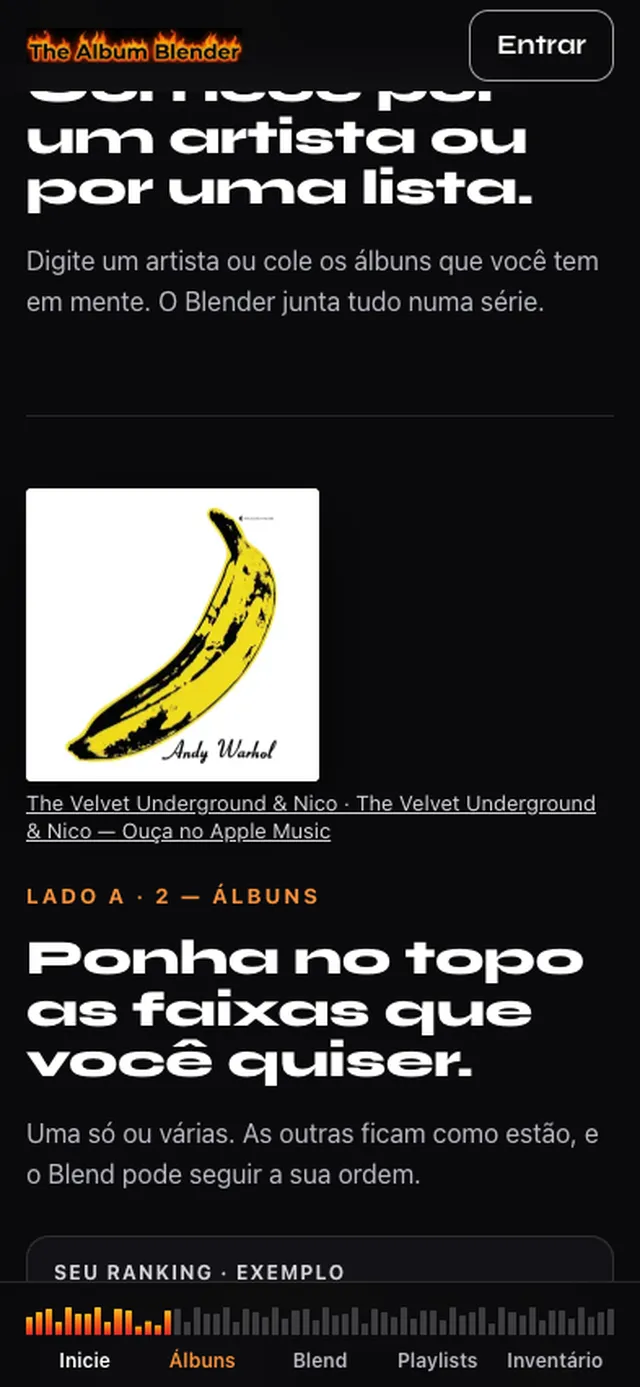 The Album Blender
Entrar
Comece por
um artista ou
por uma lista.
Digite um artista ou cole os álbuns que você tem
em mente. O Blender junta tudo numa série.
Andy Warhol
The Velvet Underground & Nico · The Velvet Underground
& Nico — Ouça no Apple Music
LADO A · 2 — ÁLBUNS
Ponha no topo
as faixas que
você quiser.
Uma só ou várias. As outras ficam como estão, e
o Blend pode seguir a sua ordem.
SEU RANKING · EXEMPLO
Inicie
Álbuns
Blend
Playlists
Inventário